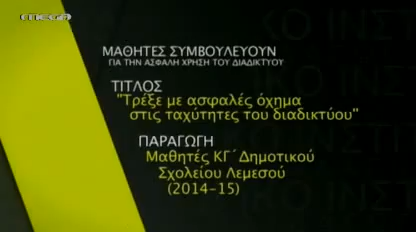 OMEGA
ΜΑΘΗΤΕΣ ΣΥΜΒΟΥΛΕΥΟΥΝ
ΓΙΑ ΤΗΝ ΑΣΦΑΛΗ ΧΡΗΣΗ ΤΟΥ ΔΙΑΔΙΚΤΥΟΥ
ΤΙΤΛΟΣ
"Τρέξε με ασφαλές όχημα
στις ταχύτητες του διαδικτύου"
ΠΑΡΑΓΩΓΗ
Μαθητές ΚΓ΄ Δημοτικού
Σχολείου Λεμεσού
(2014-15)